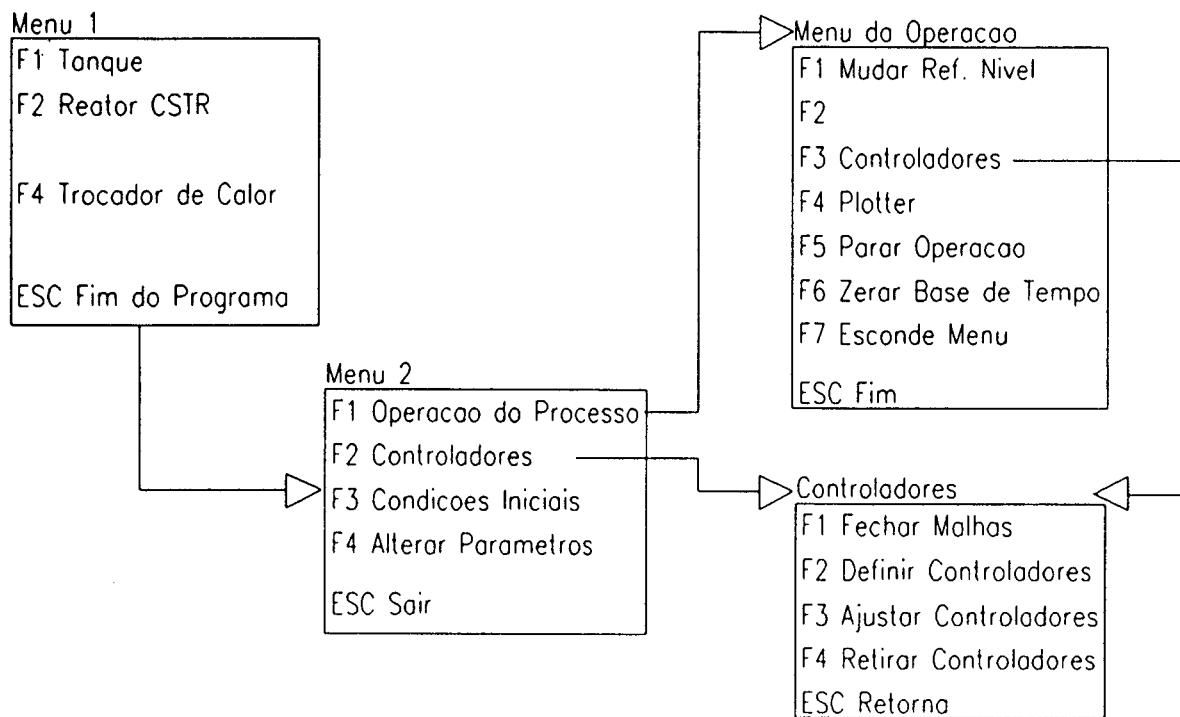 Menu 1
F1 Tanque
F2 Reator CSTR
F4 Trocador de Calor
ESC Fim do Programa
Menu 2
F1 Operacao do Processo
F2 Controladores
F3 Condicoes Iniciais
F4 Alterar Parametros
ESC Sair
Menu da Operacao
F1 Mudar Ref. Nivel
F2
F3 Controladores
F4 Plotter
F5 Parar Operacao
F6 Zerar Base de Tempo
F7 Esconde Menu
ESC Fim
Controladores
F1 Fechar Malhas
F2 Definir Controladores
F3 Ajustar Controladores
F4 Retirar Controladores
ESC Retorna